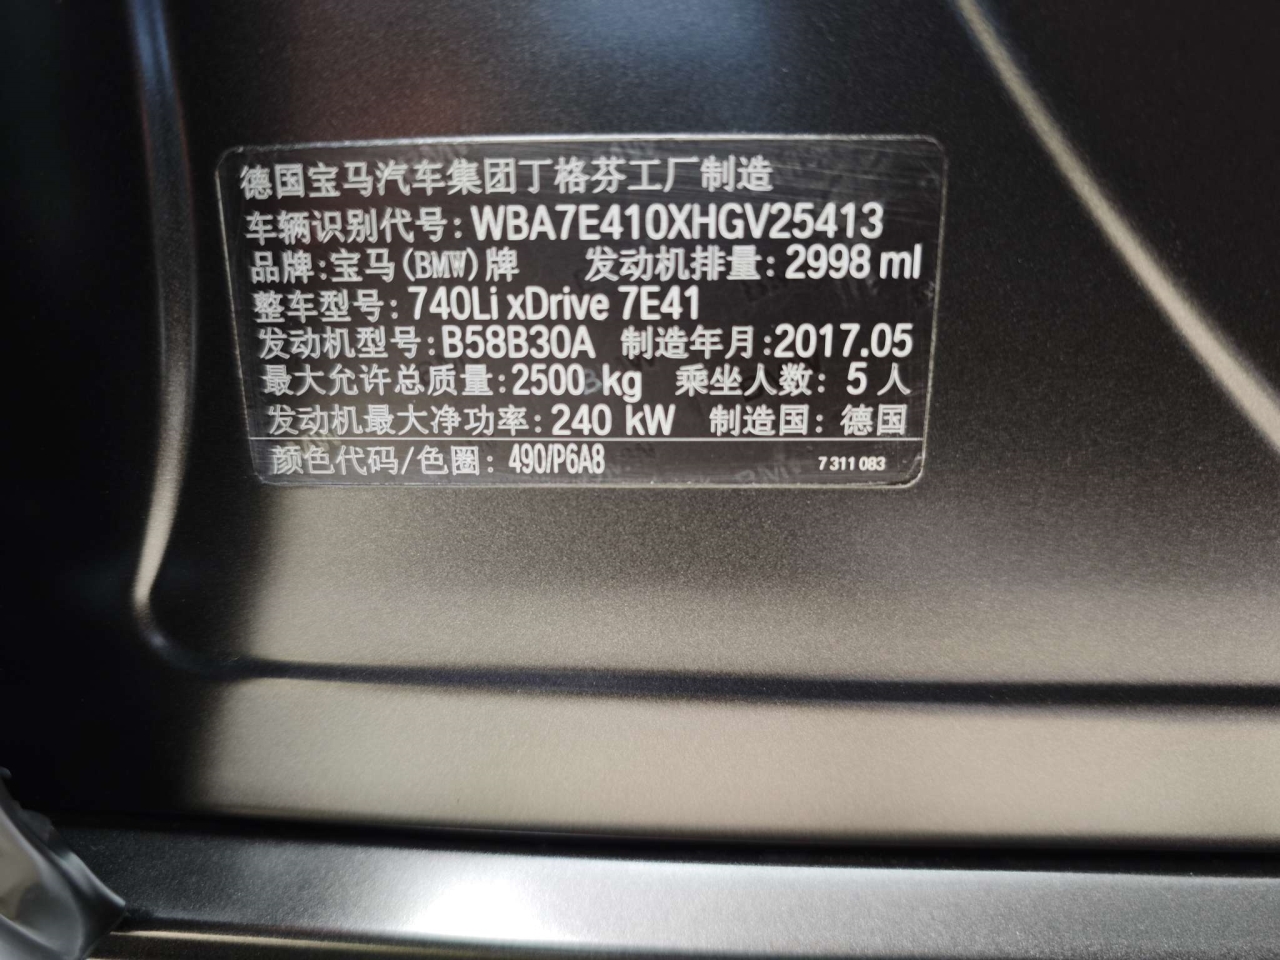 德国宝马汽车集团丁格芬工厂制造
车辆识别代号: WBA7E410XHGV25413
品牌:宝马(BMW)牌 发动机排量: 2998 ml
整车型号: 740Li xDrive 7E41
发动机型号: B58B30A 制造年月:2017.05
最大允许总质量: 2500 kg 乘坐人数: 5 人
发动机最大净功率: 240 kW 制造国: 德国
颜色代码/色圈: 490/P6A8 7 311 083